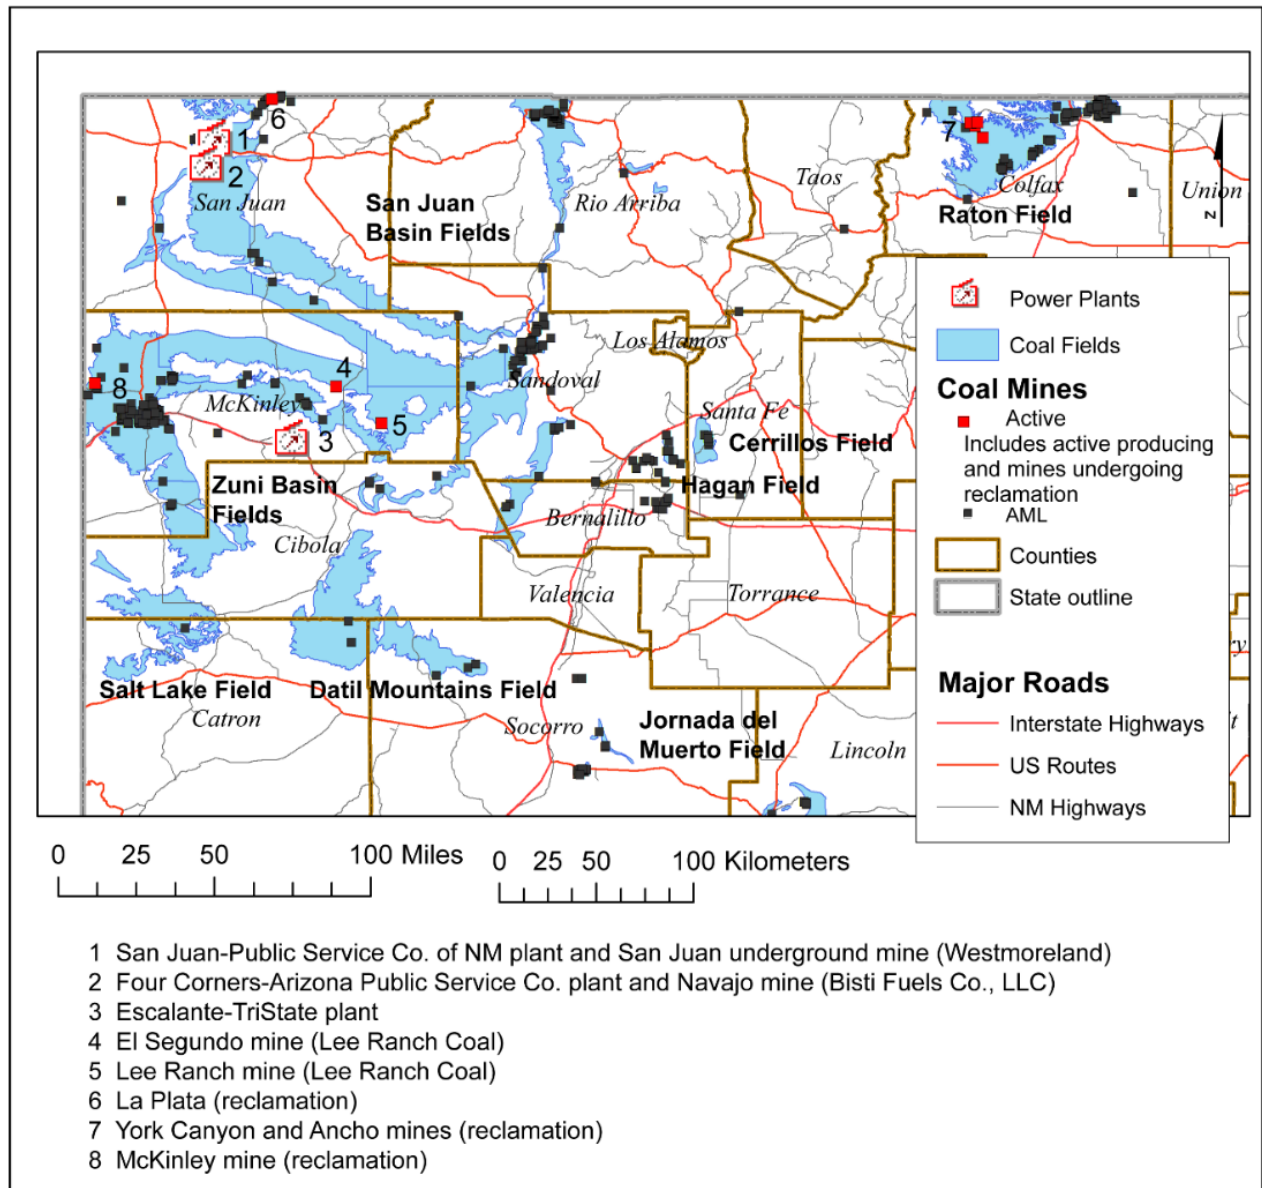 6
1
2
San Juan
San Juan
Basin Fields
Rio Arriba
Taos
7
Colfax
Raton Field
Union
N
Power Plants
Coal Fields
Coal Mines
Active
Includes active producing
and mines undergoing
reclamation
AML
Counties
State outline
Major Roads
Interstate Highways
US Routes
NM Highways
Los Alamos
Sandoval
4
8
McKinley
5
3
Santa Fe
Cerrillos Field
Hagan Field
Zuni Basin
Fields
Cibola
Bernalillo
Valencia
Torrance
Salt Lake Field
Datil Mountains Field
Catron
Socorro
Jornada del
Muerto Field
Lincoln
ry
t
0 25 50 100 Miles
0 25 50 100 Kilometers
1 San Juan-Public Service Co. of NM plant and San Juan underground mine (Westmoreland)
2 Four Corners-Arizona Public Service Co. plant and Navajo mine (Bisti Fuels Co., LLC)
3 Escalante-TriState plant
4 El Segundo mine (Lee Ranch Coal)
5 Lee Ranch mine (Lee Ranch Coal)
6 La Plata (reclamation)
7 York Canyon and Ancho mines (reclamation)
8 McKinley mine (reclamation)